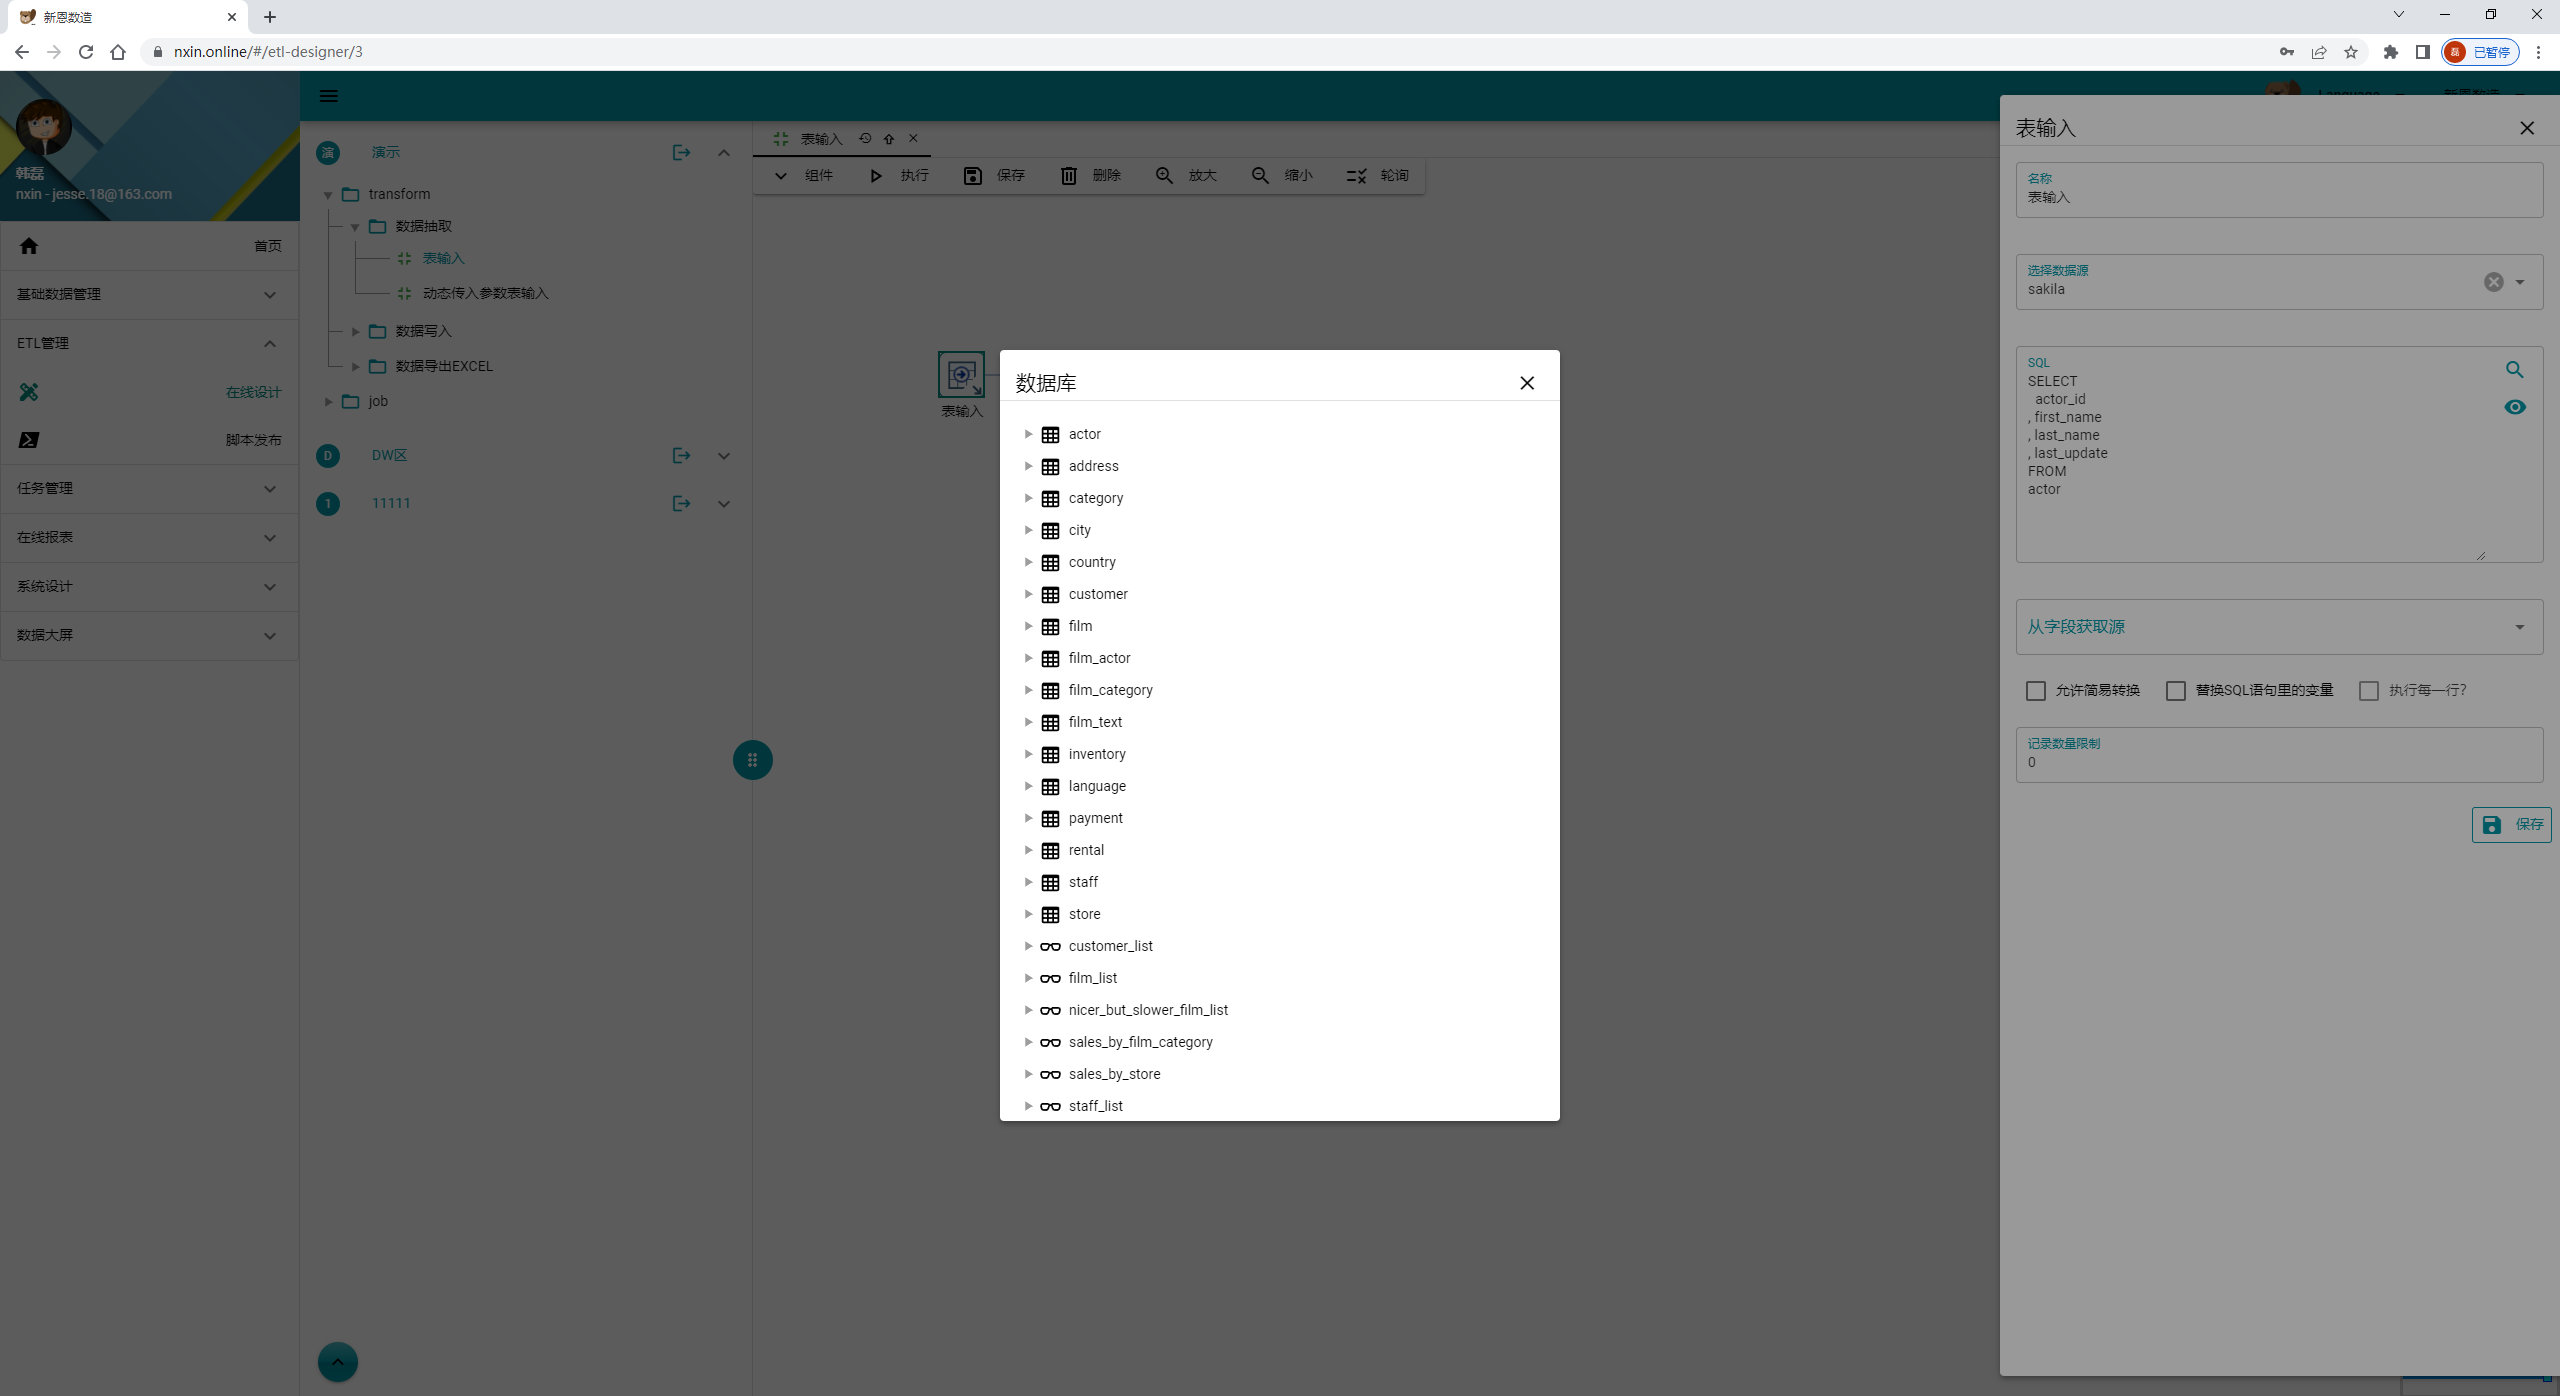 新恩数造
nxin.online/#/etl-designer/3
磊 已暂停
Language 新恩数造
韩磊
nxin - jesse.18@163.com
首页
基础数据管理
ETL管理
在线设计
脚本发布
任务管理
在线报表
系统设计
数据大屏
演 演示
transform
数据抽取
表输入
动态传入参数表输入
数据写入
数据导出EXCEL
job
D DW区
1 11111
表输入
组件 执行 保存 删除 放大 缩小 轮询
表输入
数据库
actor
address
category
city
country
customer
film
film_actor
film_category
film_text
inventory
language
payment
rental
staff
store
customer_list
film_list
nicer_but_slower_film_list
sales_by_film_category
sales_by_store
staff_list
表输入
名称
表输入
选择数据源
sakila
SQL
SELECT
actor_id
, first_name
, last_name
, last_update
FROM
actor
从字段获取源
允许简易转换 替换SQL语句里的变量 执行每一行?
记录数量限制
0
保存